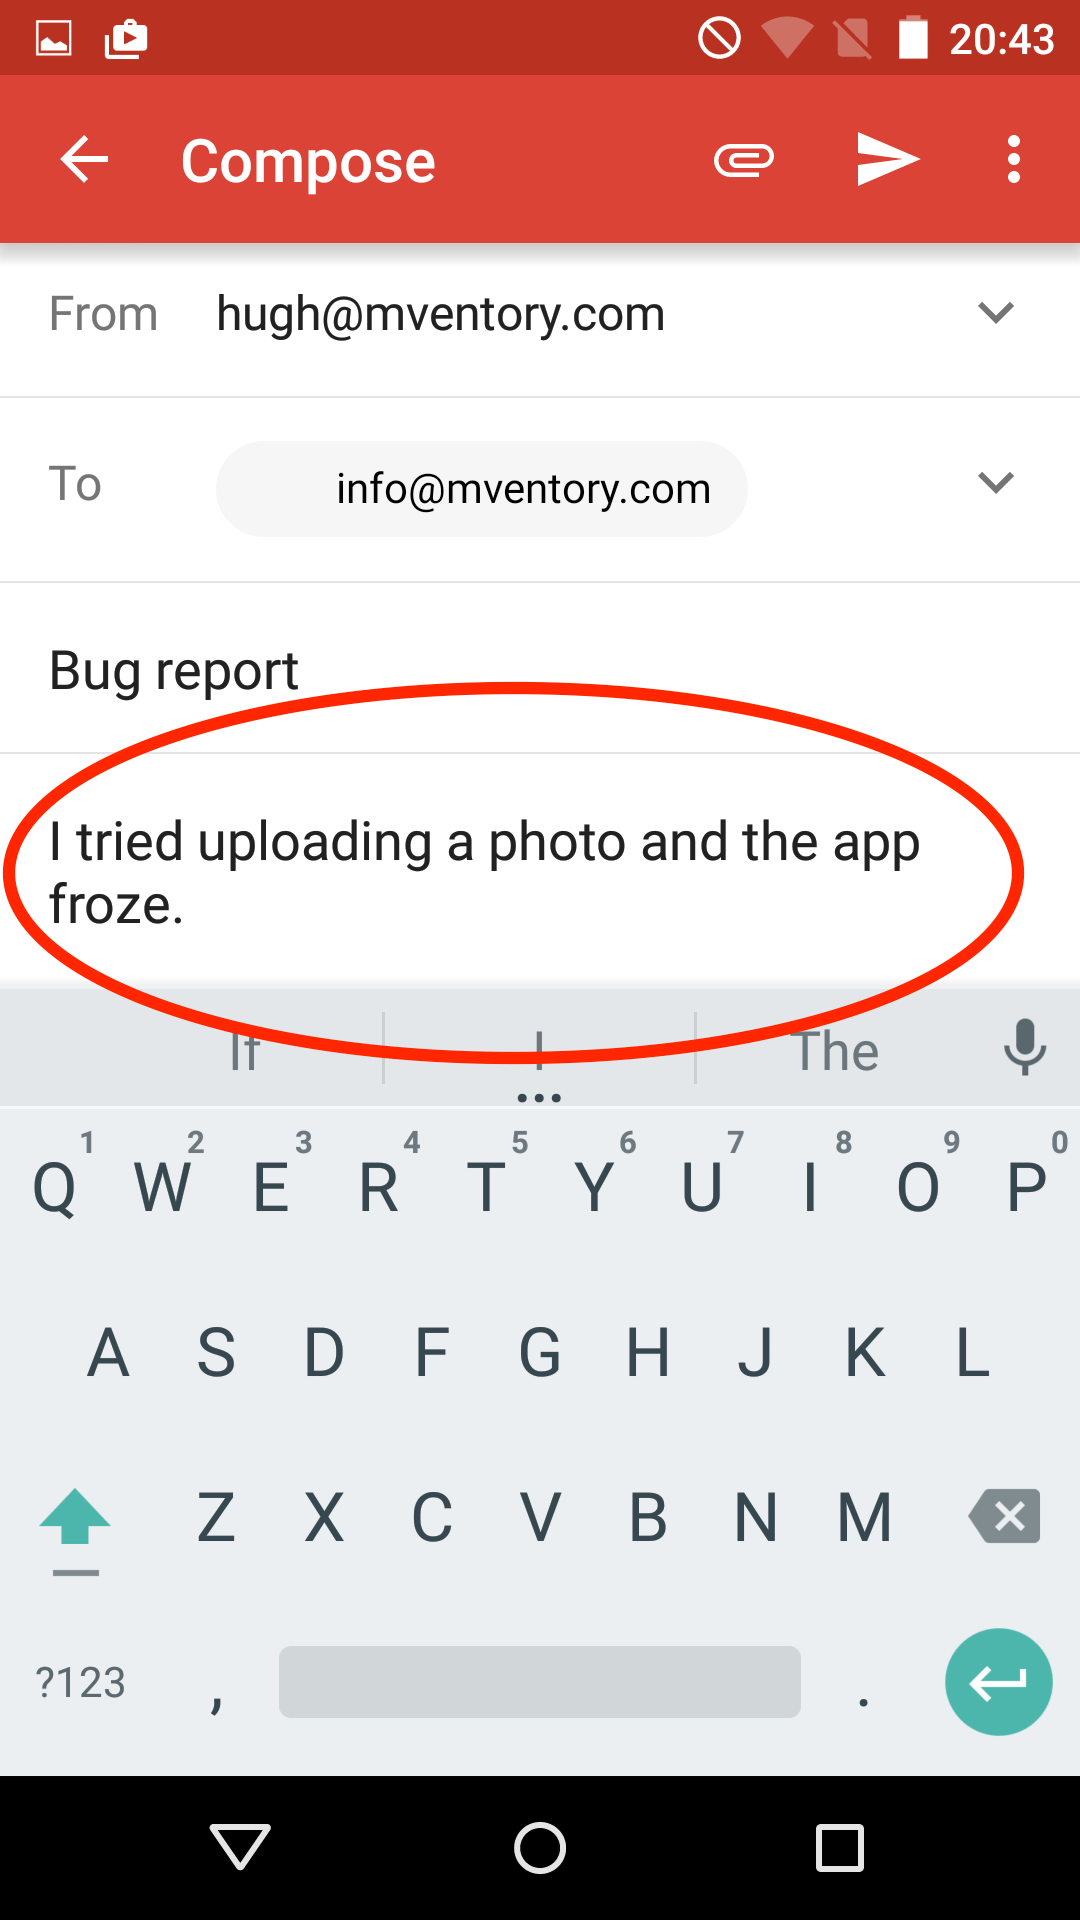 20:43
Compose
From hugh@mventory.com
To info@mventory.com
Bug report
I tried uploading a photo and the app
froze.
If I The
...
1 2 3 4 5 6 7 8 9 0
Q W E R T Y U I O P
A S D F G H J K L
Z X C V B N M
?123 , .